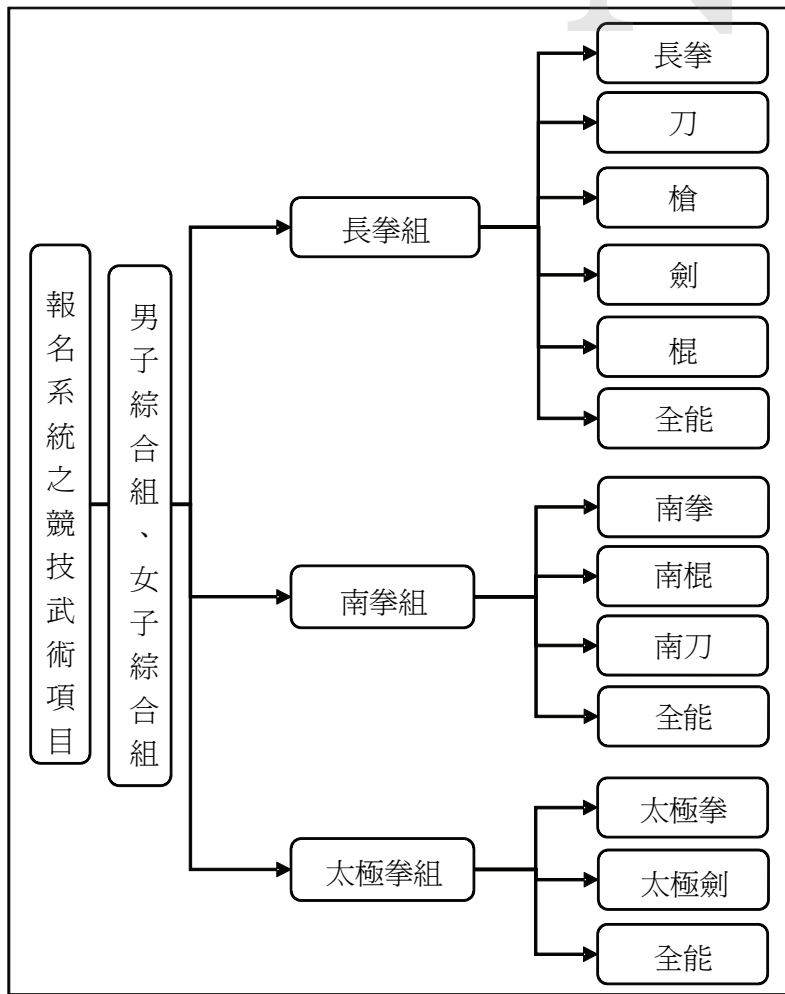 報名系統之競技武術項目
男子綜合組、女子綜合組
長拳組
長拳
刀
槍
劍
棍
全能
南拳組
南拳
南棍
南刀
全能
太極拳組
太極拳
太極劍
全能